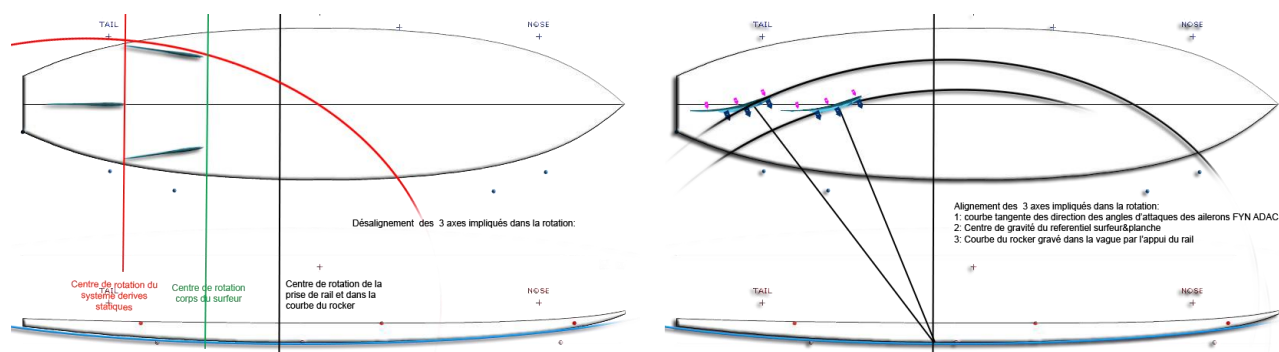 TAIL
NOSE
Désalignement des 3 axes impliqués dans la rotation:
Centre de rotation du
système derives
statiques
Centre de rotation
corps du surfeur
Centre de rotation de la
prise de rail et dans la
courbe du rocker
TAIL
NOSE
TAIL
NOSE
Alignement des 3 axes impliqués dans la rotation:
1: courbe tangente des direction des angles d'attaques des ailerons FYN ADAC
2: Centre de gravité du referentiel surfeur&planche
3: Courbe du rocker gravé dans la vague par l'appui du rail
TAIL
NOSE